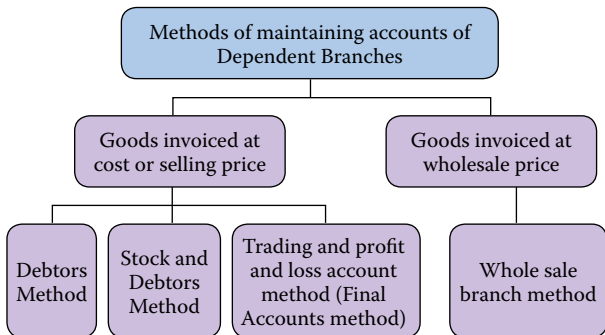 Methods of maintaining accounts of
Dependent Branches
Goods invoiced at
cost or selling price
Goods invoiced at
wholesale price
Debtors
Method
Stock and
Debtors
Method
Trading and profit
and loss account
method (Final
Accounts method)
Whole sale
branch method